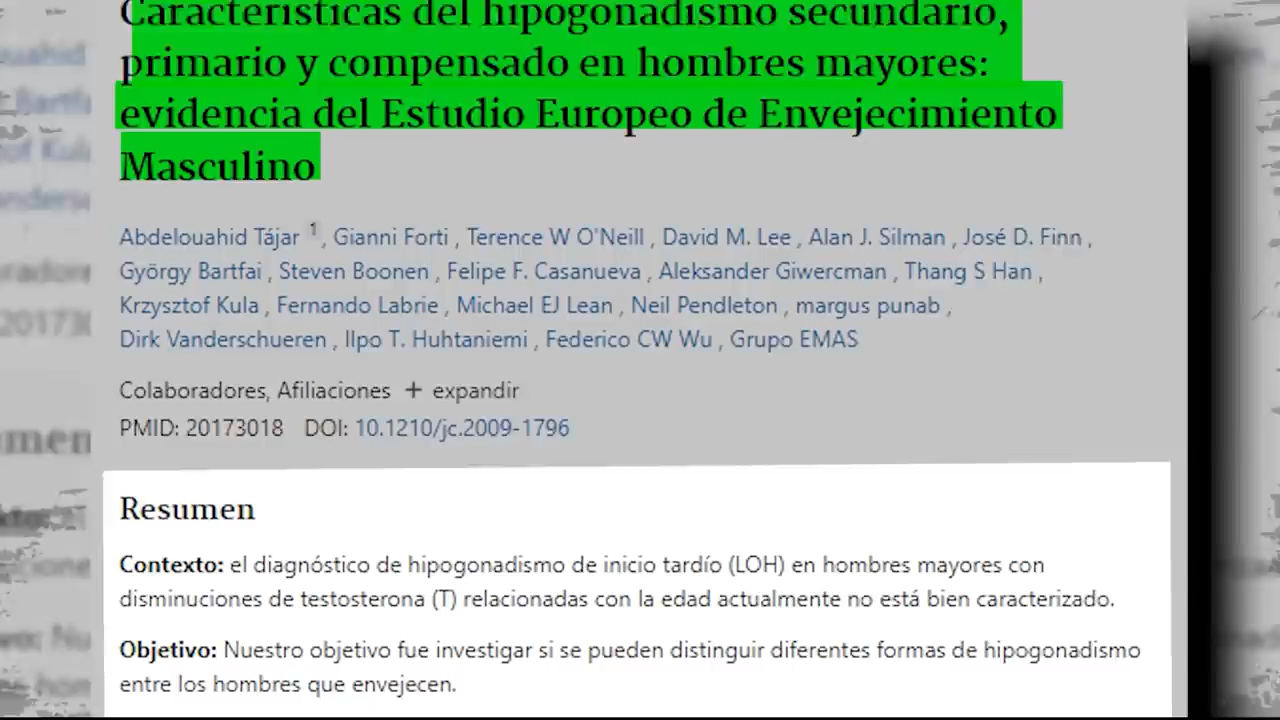 Características del hipogonadismo secundario,
primario y compensado en hombres mayores:
evidencia del Estudio Europeo de Envejecimiento
Masculino
Abdelouahid Tájar 1, Gianni Forti , Terence W O'Neill , David M. Lee , Alan J. Silman , José D. Finn ,
György Bartfai , Steven Boonen , Felipe F. Casanueva , Aleksander Giwercman , Thang S Han ,
Krzysztof Kula , Fernando Labrie , Michael EJ Lean , Neil Pendleton , margus punab ,
Dirk Vanderschueren , Ilpo T. Huhtaniemi , Federico CW Wu , Grupo EMAS
Colaboradores, Afiliaciones + expandir
PMID: 20173018 DOI: 10.1210/jc.2009-1796
Resumen
Contexto: el diagnóstico de hipogonadismo de inicio tardío (LOH) en hombres mayores con
disminuciones de testosterona (T) relacionadas con la edad actualmente no está bien caracterizado.
Objetivo: Nuestro objetivo fue investigar si se pueden distinguir diferentes formas de hipogonadismo
entre los hombres que envejecen.